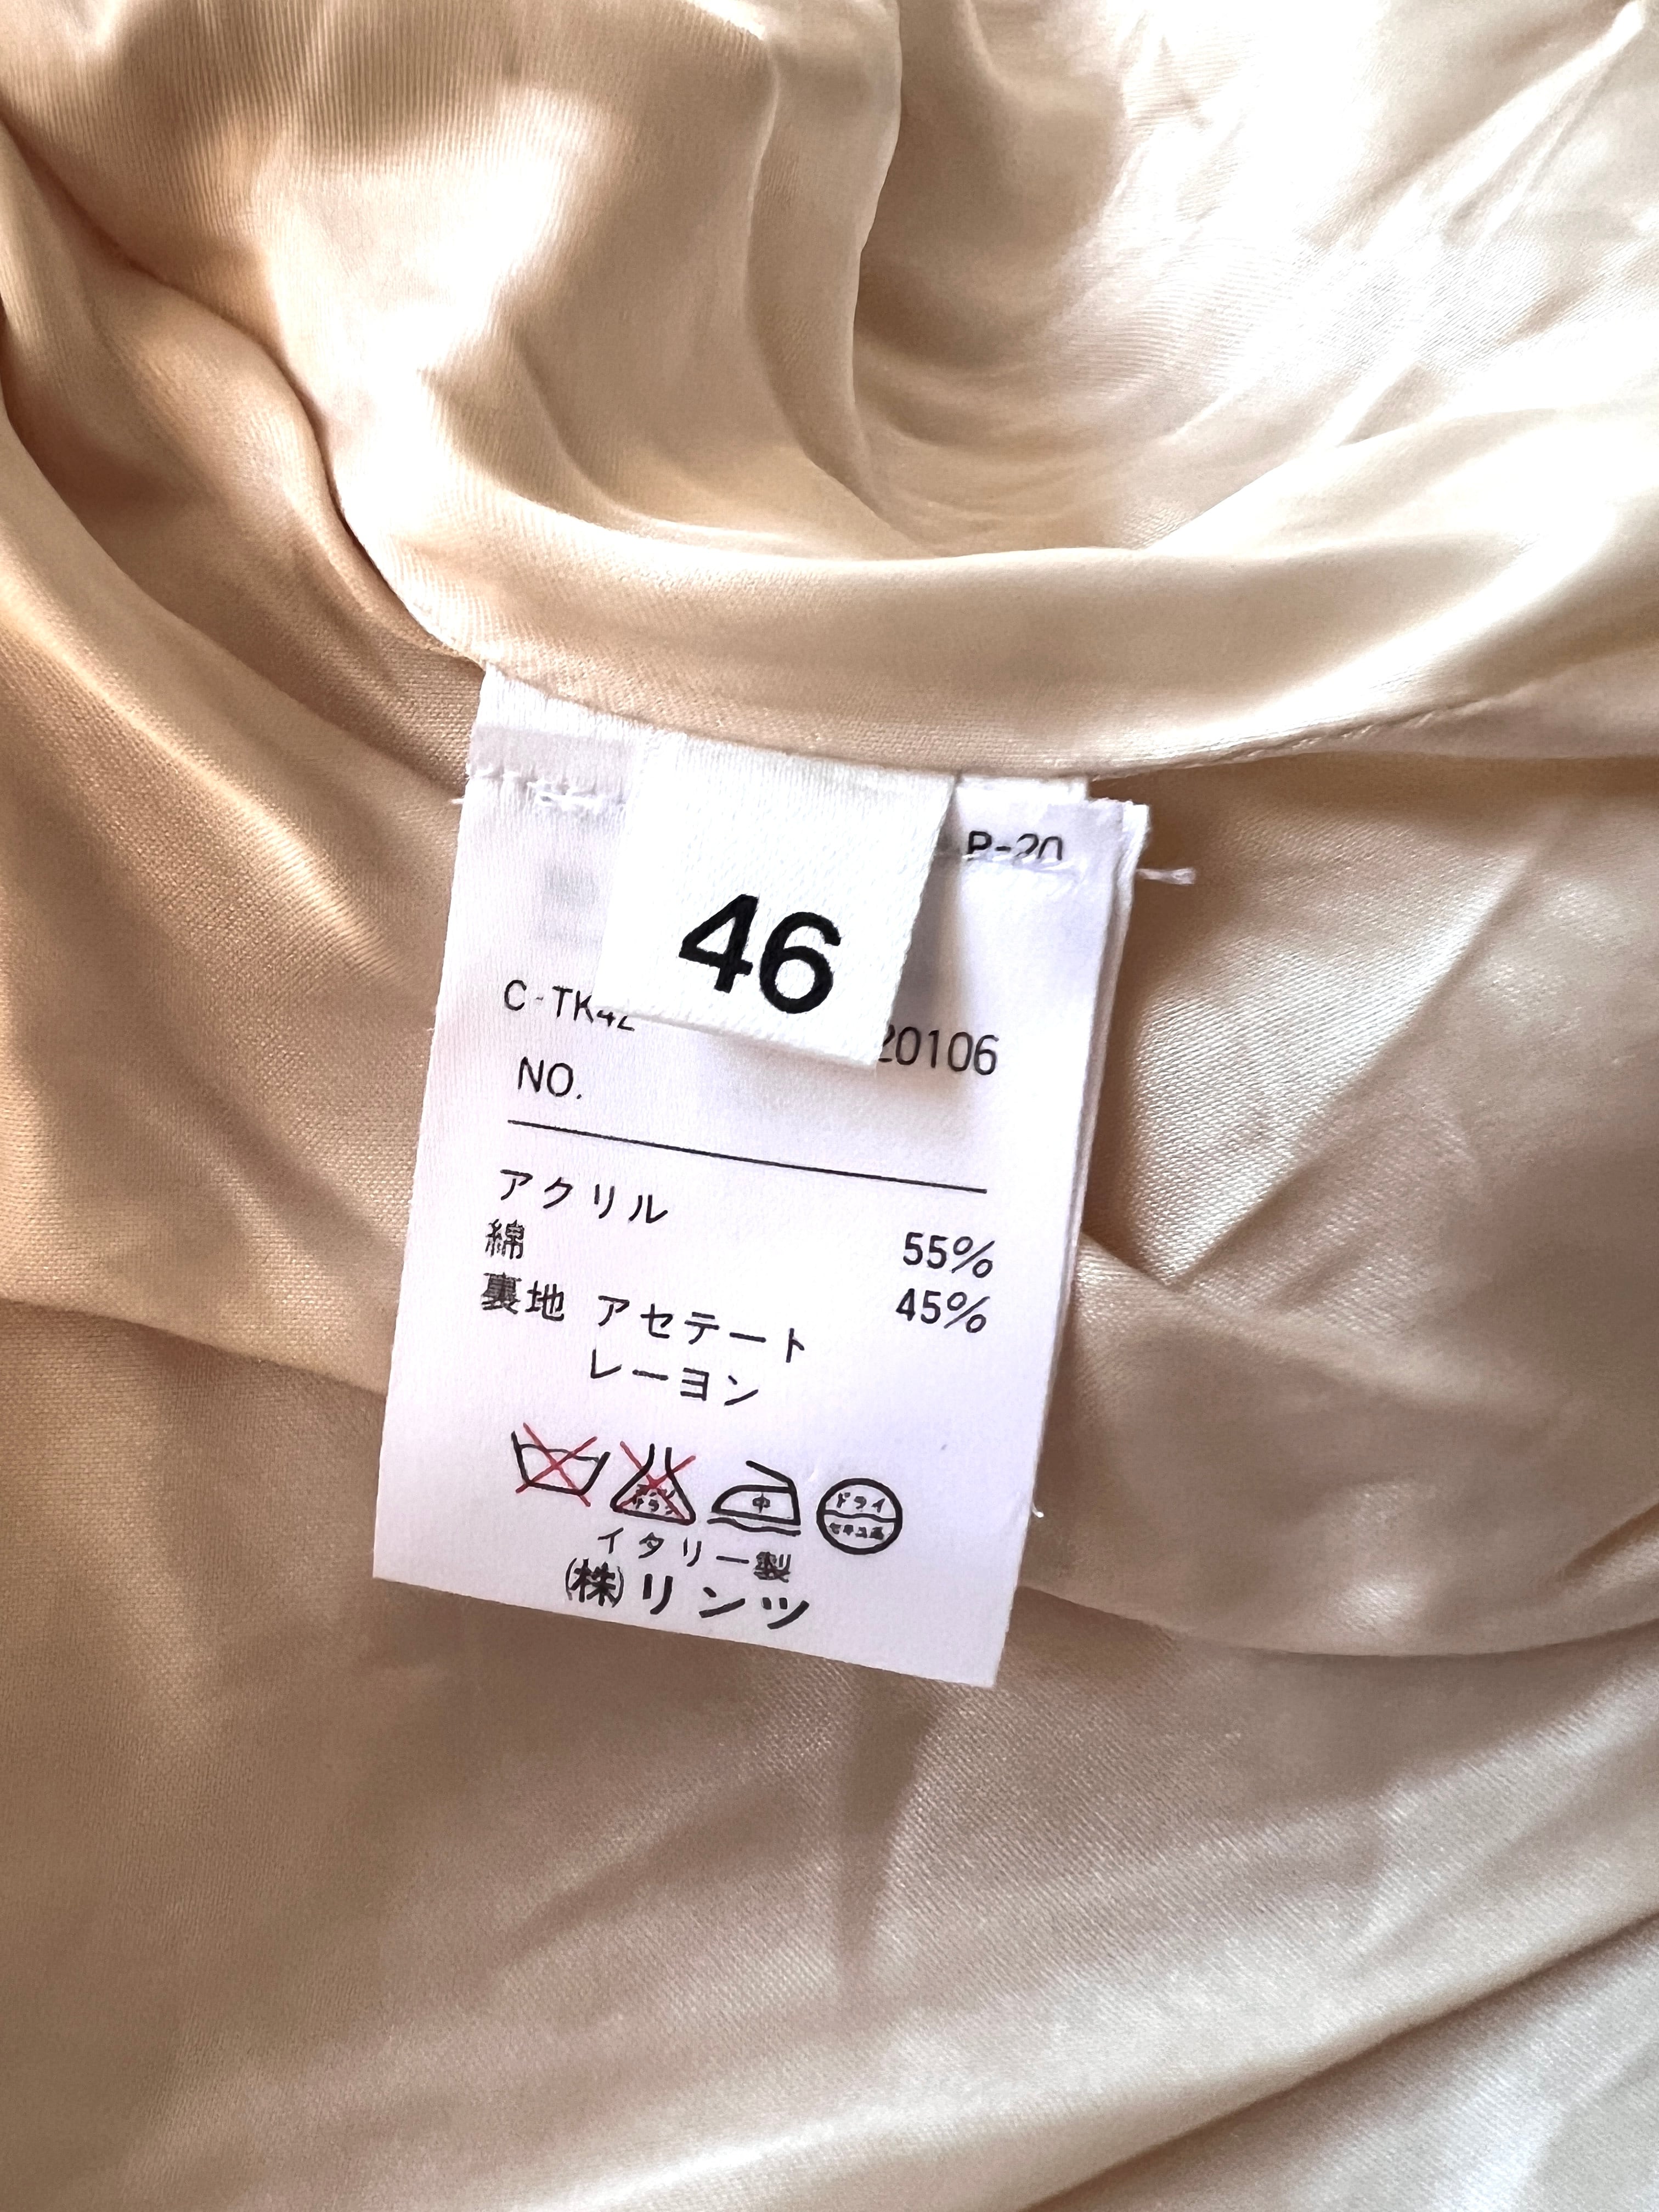 P-20
46
C-TK42
20106
NO.
アクリル 55%
綿 45%
裏地 アセテート
レーヨン
中
ドライ
イタリー製
(株)リンツ